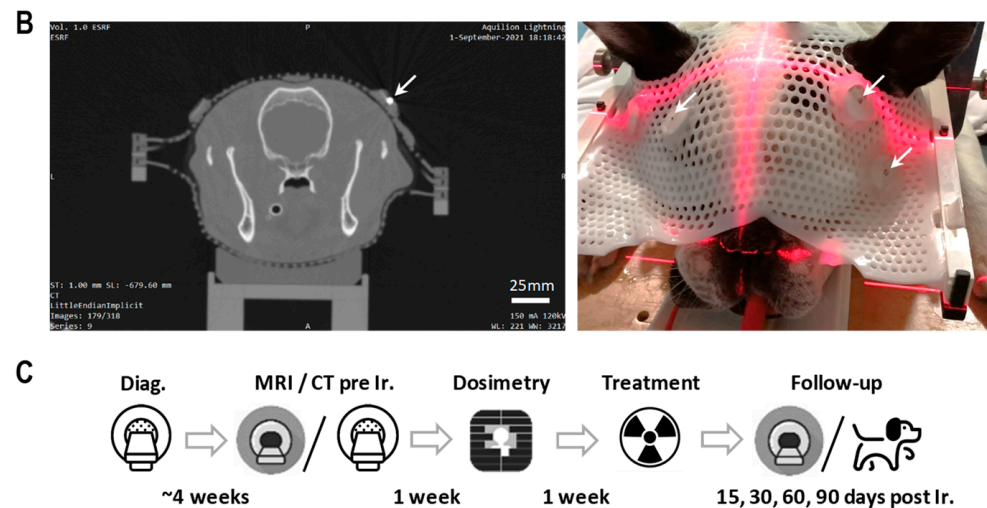 B
Vol. 1.0 ESRF
ESRF
P
Aquilion Lightning
1-September-2021 18:18:42
L
R
ST: 1.00 mm SL: -679.60 mm
CT
LittleEndianImplicit
Images: 179/318
Series: 9
A
25mm
150 mA 120kV
WL: 221 WW: 3217
C
Diag.
MRI / CT pre Ir.
Dosimetry
Treatment
Follow-up
~4 weeks
1 week
1 week
15, 30, 60, 90 days post Ir.